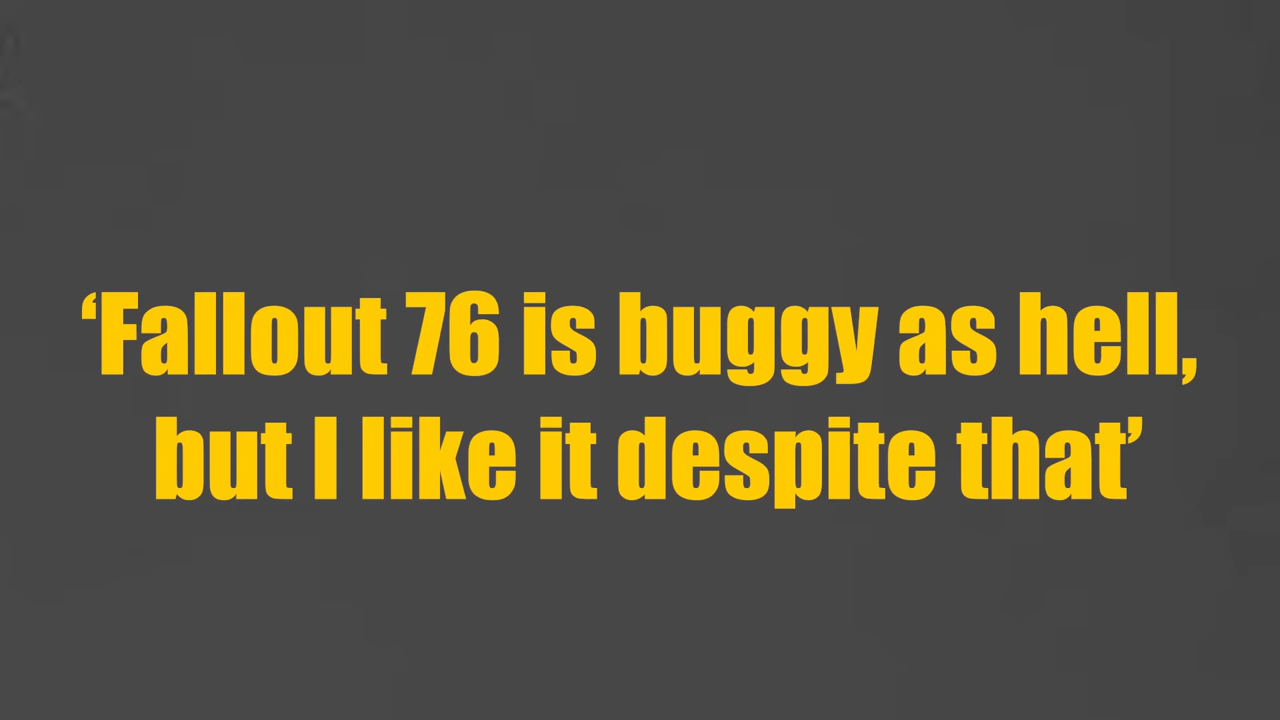 ‘Fallout 76 is buggy as hell,
but I like it despite that’